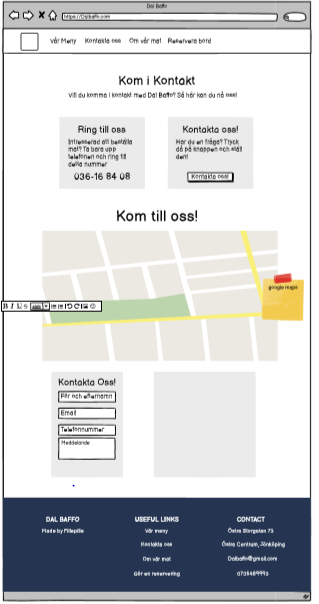 Dal Baffo
https://Dalbaffo.com
Vår Meny Kontakta oss Om vår mat Reservera bord
Kom i Kontakt
Vill du komma i kontakt med Dal Baffo? Så här kan du nå oss!
Ring till oss
Intresserad att beställa
mat? Ta bara upp
telefonen och ring till
detta nummer
036-16 84 08
Kontakta oss!
Har du en fråga? Tryck
då på knappen och ställ
den!
Kontakta oss!
Kom till oss!
google maps
B I U S
Kontakta Oss!
För och efternamn
Email
Telefonnummer
Meddelande
DAL BAFFO
Made by Fillepille
USEFUL LINKS
Vår meny
Kontakta oss
Om vår mat
Gör en reservering
CONTACT
Östra Storgatan 73
Östra Centrum, Jönköping
Dalbaffo@gmail.com